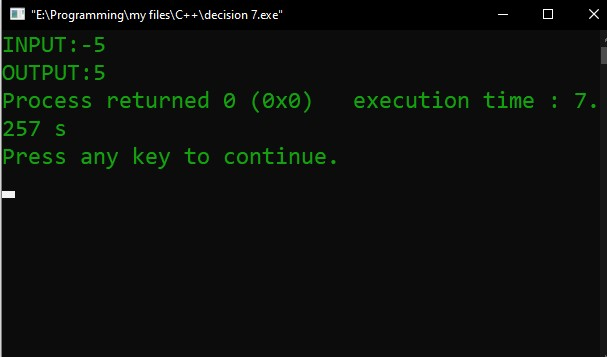 "E:\Programming\my files\C++\decision 7.exe"
INPUT:-5
OUTPUT:5
Process returned 0 (0x0)   execution time : 7.
257 s
Press any key to continue.